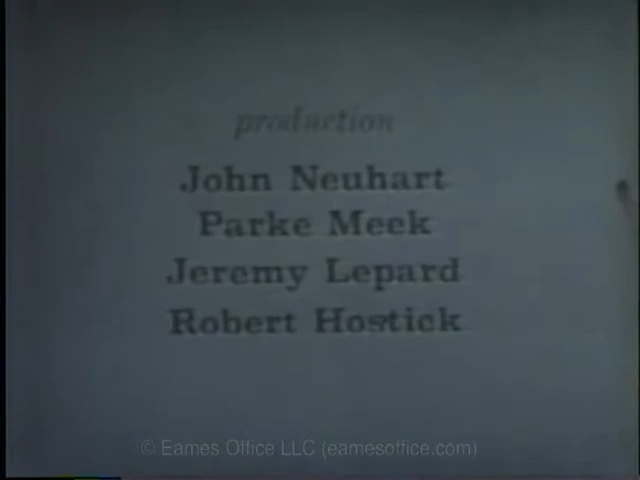 production
John Neuhart
Parke Meek
Jeremy Lepard
Robert Hostick
© Eames Office LLC (eamesoffice.com)